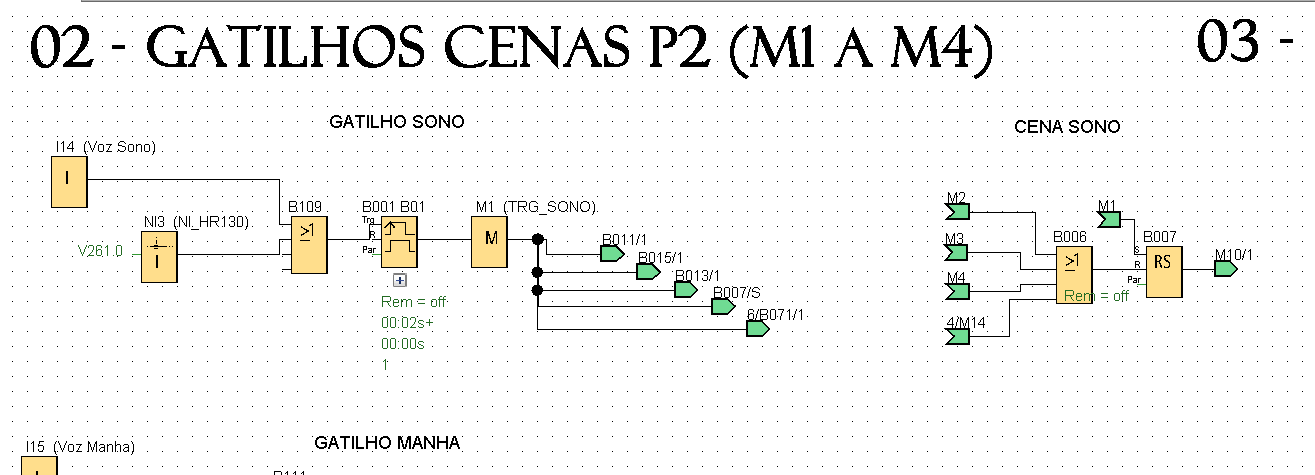 02 - GATILHOS CENAS P2 (M1 A M4)
03 -
GATILHO SONO
CENA SONO
I14 (Voz Sono)
I
NI3 (NI_HR130)
V261.0
I
B109
>1
B001 B01
Trg
R
Par
Rem = off
00:02s+
00:00s
1
M1 (TRG_SONO).
M
B011/1
B015/1
B013/1
B007/S
6/B071/1
M2
M3
M4
4/M14
M1
B006
>1
B007
S
R
Par
RS
Rem = off
M10/1
GATILHO MANHA
I15 (Voz Manha)
B111